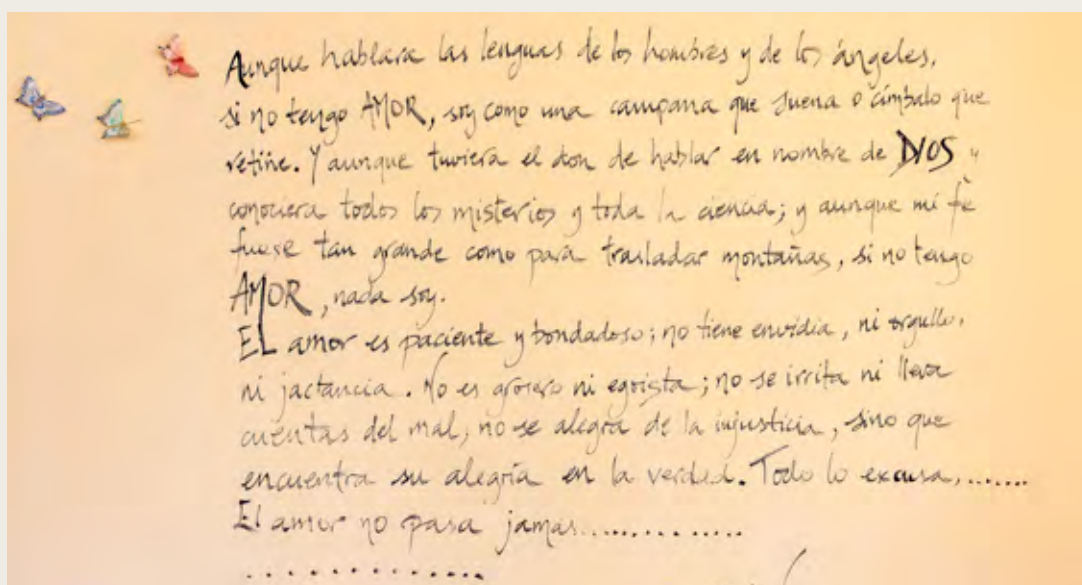 Aunque hablara las lenguas de los hombres y de los ángeles,
si no tengo AMOR, soy como una campana que suena o címbalo que
retiñe. Y aunque tuviera el don de hablar en nombre de DIOS y
conociera todos los misterios y toda la ciencia; y aunque mi fe
fuese tan grande como para trasladar montañas, si no tengo
AMOR, nada soy.
EL amor es paciente y bondadoso; no tiene envidia, ni orgullo,
ni jactancia. No es grosero ni egoista; no se irrita ni lleva
cuentas del mal; no se alegra de la injusticia, sino que
encuentra su alegría en la verdad. Todo lo excusa,.......
El amor no pasa jamas..............
.............